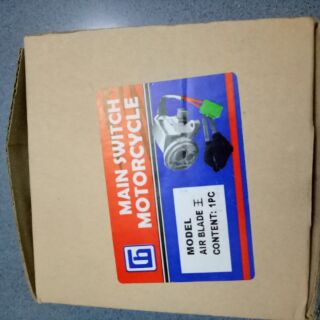 MAIN SWITCH
MOTORCYCLE
MODEL
AIR BLADE
CONTENT: 1PC